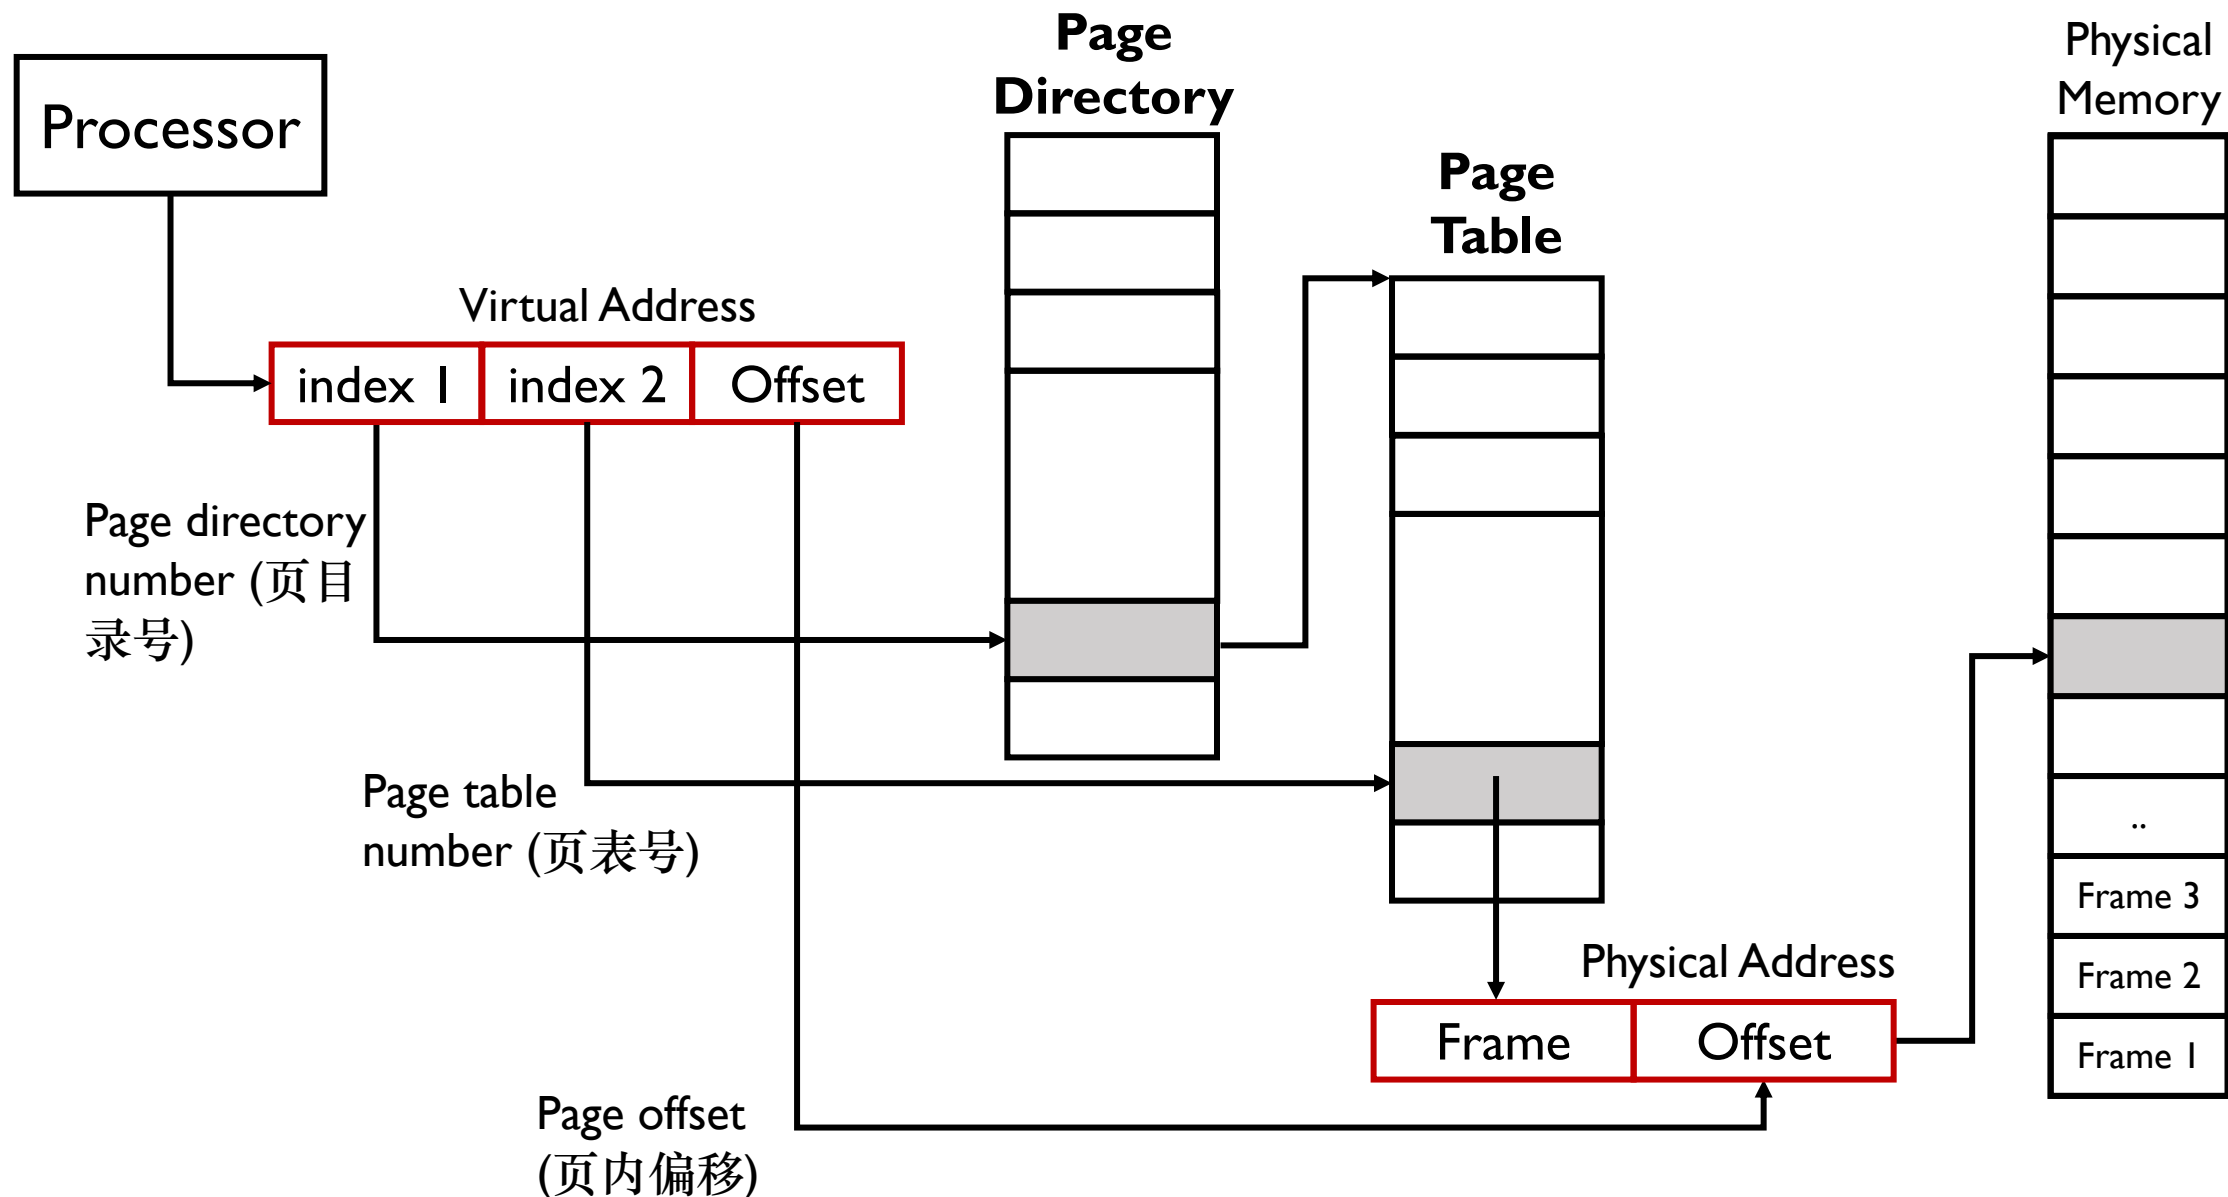 Page
Directory
Physical
Memory
Processor
Page
Table
Virtual Address
index 1
index 2
Offset
Page directory
number (页目
录号)
Page table
number (页表号)
..
Frame 3
Physical Address
Frame 2
Frame
Offset
Frame 1
Page offset
(页内偏移)